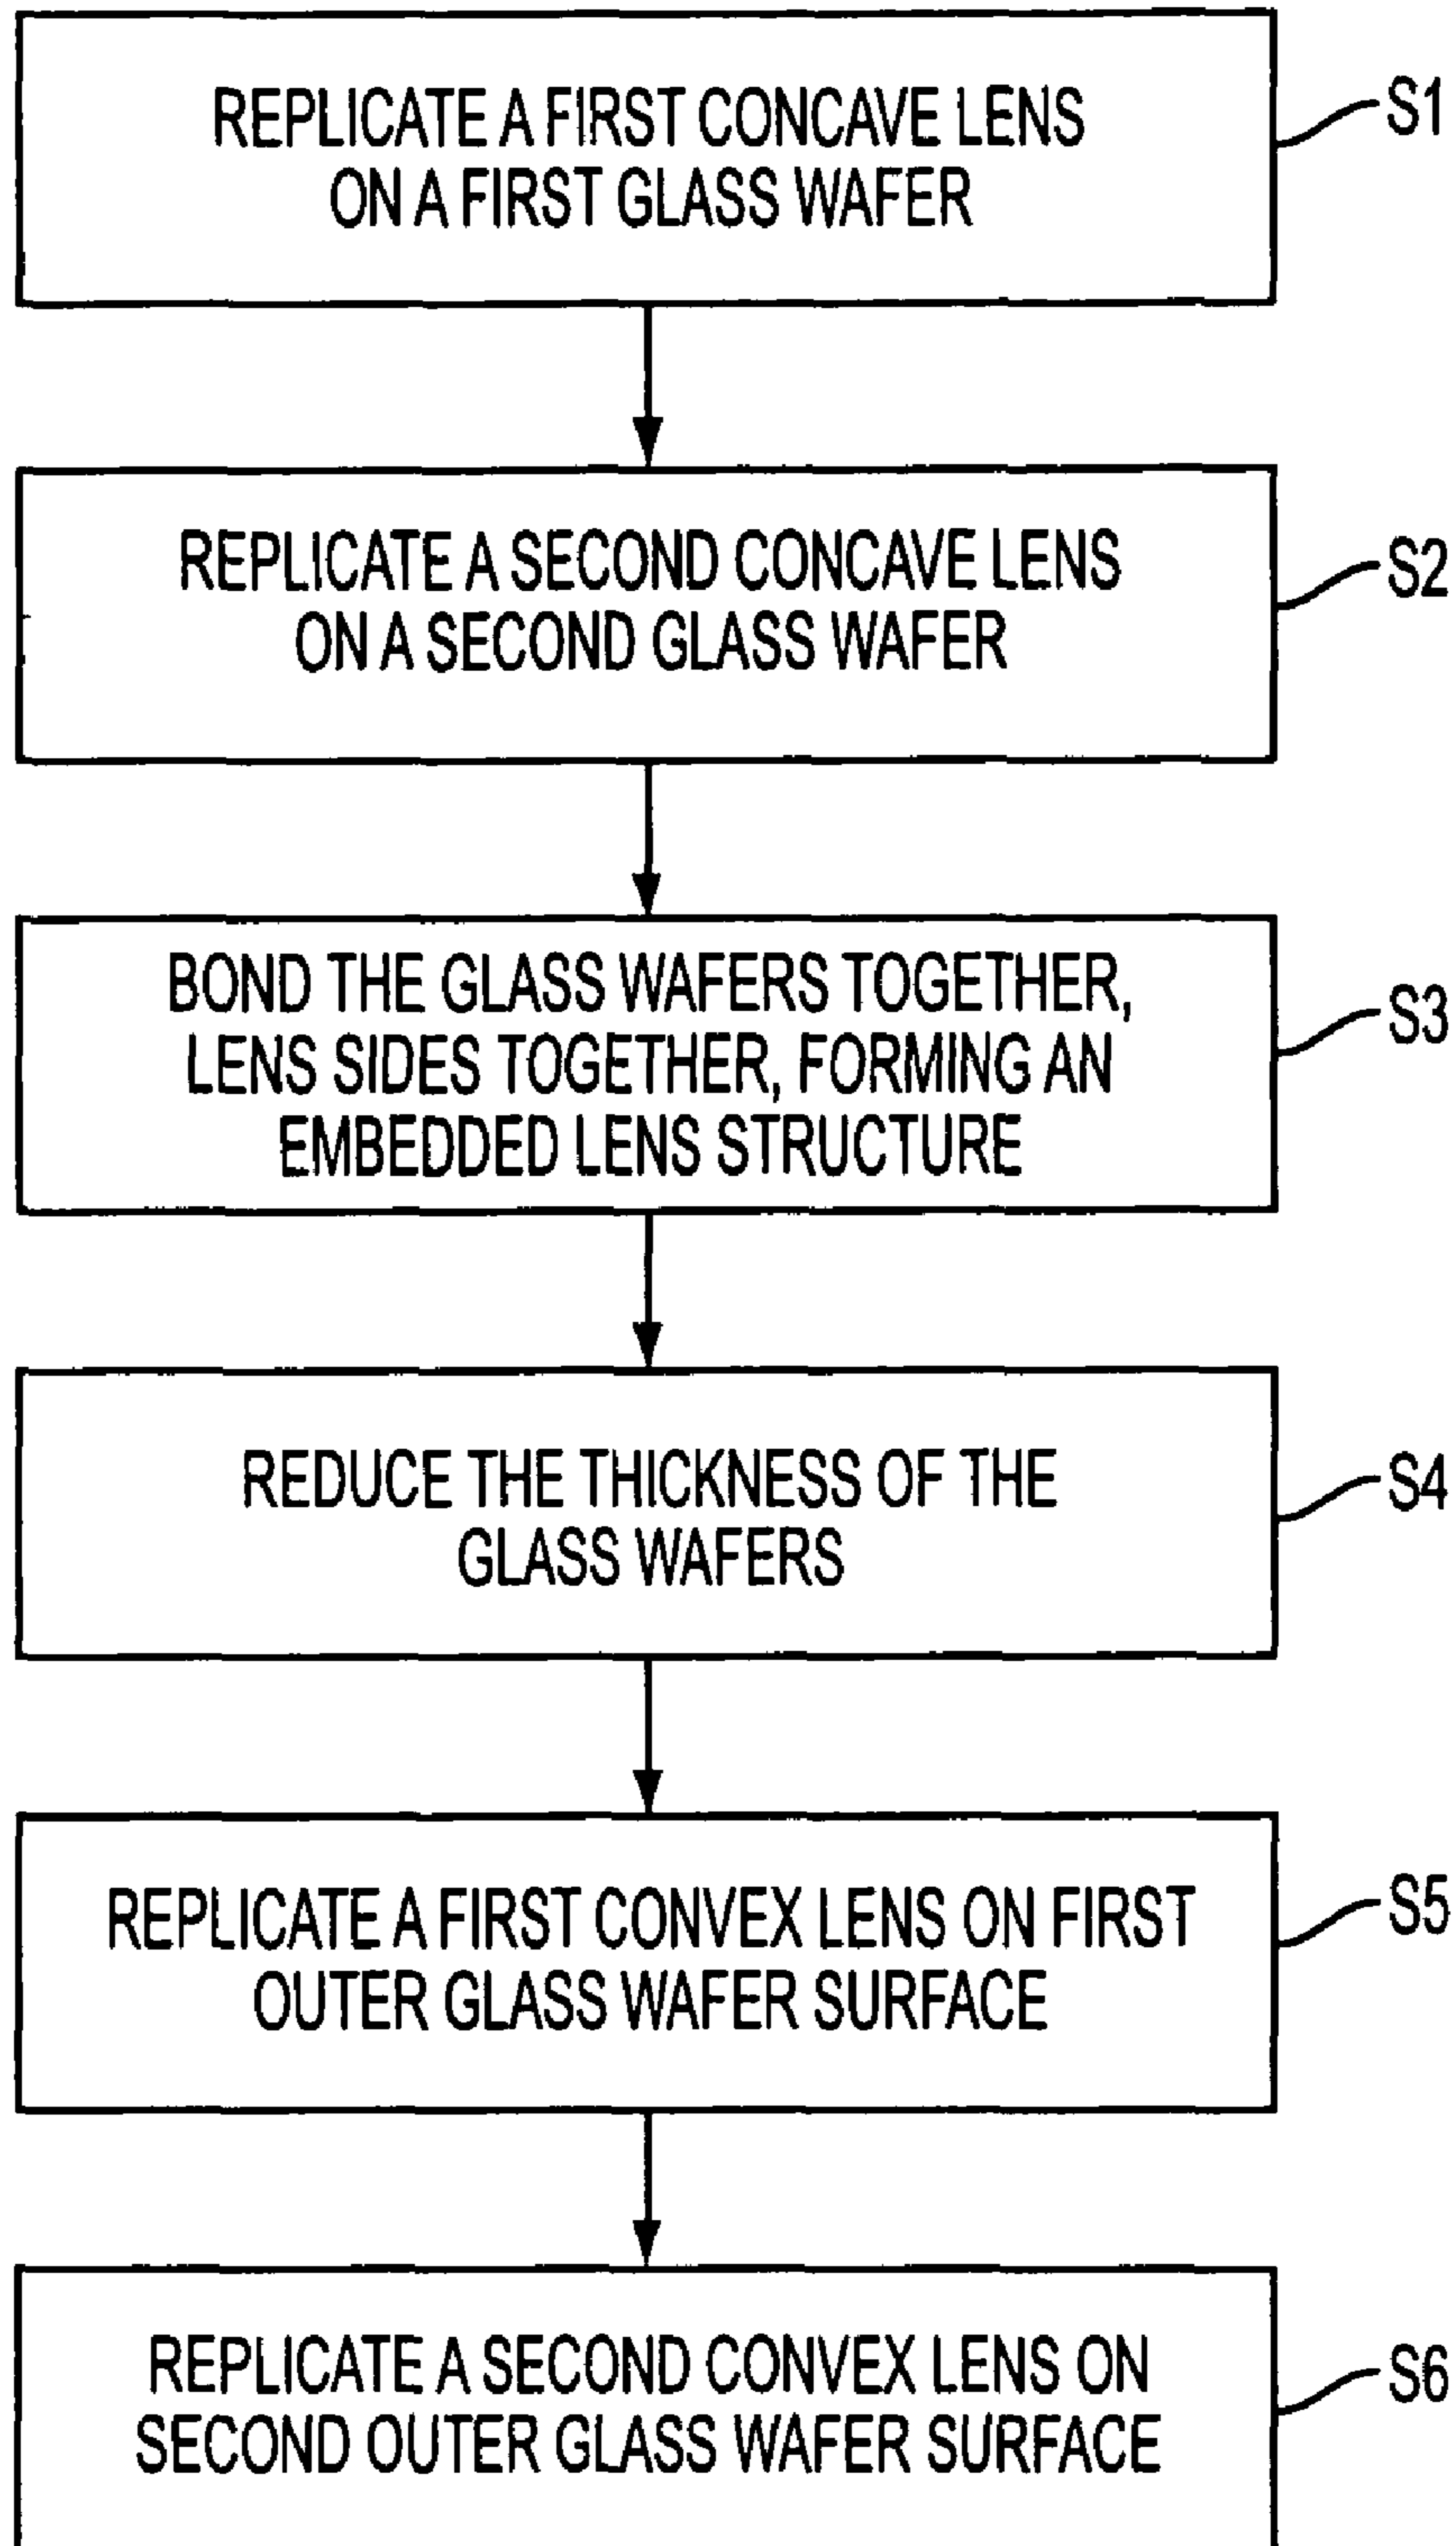 REPLICATE A FIRST CONCAVE LENS
ON A FIRST GLASS WAFER
S1
REPLICATE A SECOND CONCAVE LENS
ON A SECOND GLASS WAFER
S2
BOND THE GLASS WAFERS TOGETHER,
LENS SIDES TOGETHER, FORMING AN
EMBEDDED LENS STRUCTURE
S3
REDUCE THE THICKNESS OF THE
GLASS WAFERS
S4
REPLICATE A FIRST CONVEX LENS ON FIRST
OUTER GLASS WAFER SURFACE
S5
REPLICATE A SECOND CONVEX LENS ON
SECOND OUTER GLASS WAFER SURFACE
S6